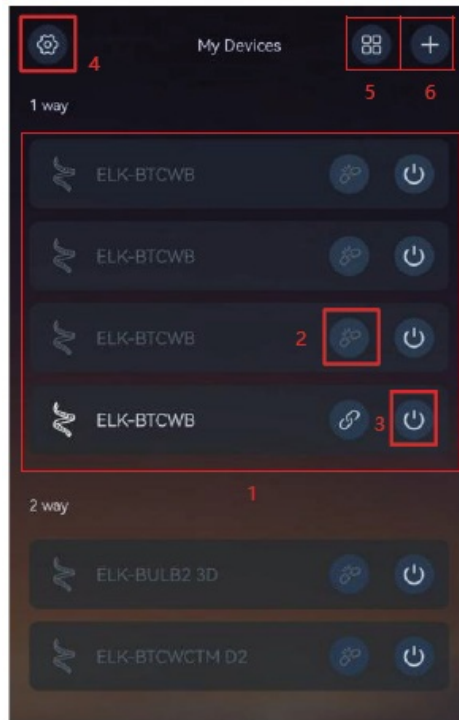 My Devices
4
5
6
1 way
ELK-BTCWB
ELK-BTCWB
ELK-BTCWB
2
ELK-BTCWB
3
1
2 way
ELK-BULB2 3D
ELK-BTCWCTM D2